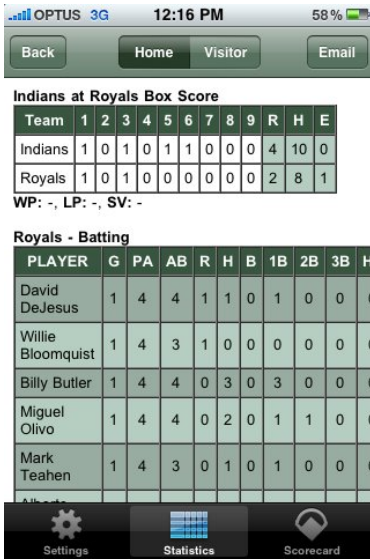 OPTUS 3G 12:16 PM 58%
Back Home Visitor Email
Indians at Royals Box Score
Team 1 2 3 4 5 6 7 8 9 R H E
Indians 1 0 1 0 1 1 0 0 0 4 10 0
Royals 1 0 1 0 0 0 0 0 0 2 8 1
WP: -, LP: -, SV: -
Royals - Batting
PLAYER G PA AB R H B 1B 2B 3B
David
DeJesus 1 4 4 1 1 0 1 0 0
Willie
Bloomquist 1 4 3 1 0 0 0 0 0
Billy Butler 1 4 4 0 3 0 3 0 0
Miguel
Olivo 1 4 4 0 2 0 1 1 0
Mark
Teahen 1 4 3 0 1 0 1 0 0
Settings Statistics Scorecard